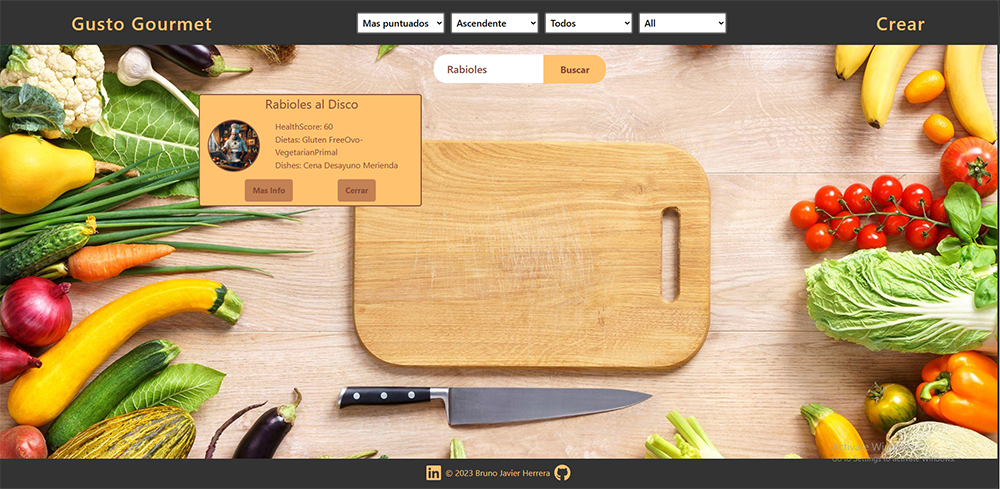 Gusto Gourmet
Mas puntuados
Ascendente
Todos
All
Crear
Rabioles
Buscar
Rabioles al Disco
HealthScore: 60
Dietas: Gluten FreeOvo-
VegetarianPrimal
Dishes: Cena Desayuno Merienda
Mas Info
Cerrar
Activate Windows
Go to Settings to activate Windows.
© 2023 Bruno Javier Herrera